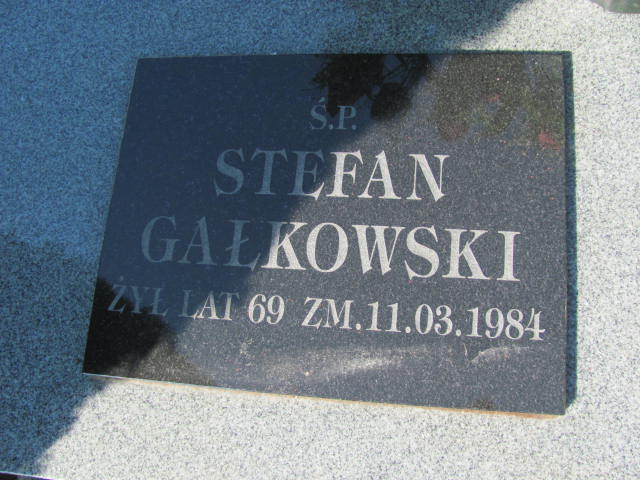 Ś.P.
STEFAN
GAŁKOWSKI
ŻYŁ LAT 69 ZM.11.03.1984